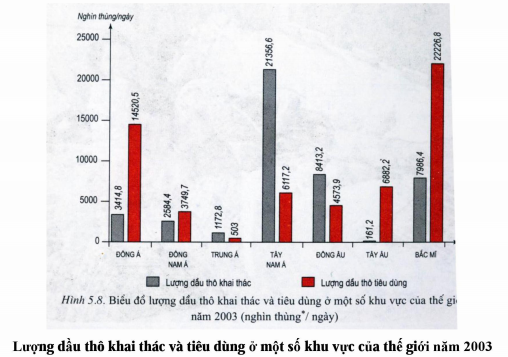 Nghìn thùng/ngày
25000
20000
15000
10000
5000
0
3414,8
14520,5
2584,4
3749,7
1172,8
503
21356,6
6117,2
8413,2
4573,9
161,2
6882,2
7986,4
22226,8
ĐÔNG Á
ĐÔNG NAM Á
TRUNG Á
TÂY NAM Á
ĐÔNG ÂU
TÂY ÂU
BẮC MĨ
Lượng dầu thô khai thác
Lượng dầu thô tiêu dùng
Hình 5.8. Biểu đồ lượng dầu thô khai thác và tiêu dùng ở một số khu vực của thế
năm 2003 (nghìn thùng*/ ngày)
Lượng dầu thô khai thác và tiêu dùng ở một số khu vực của thế giới năm 2003